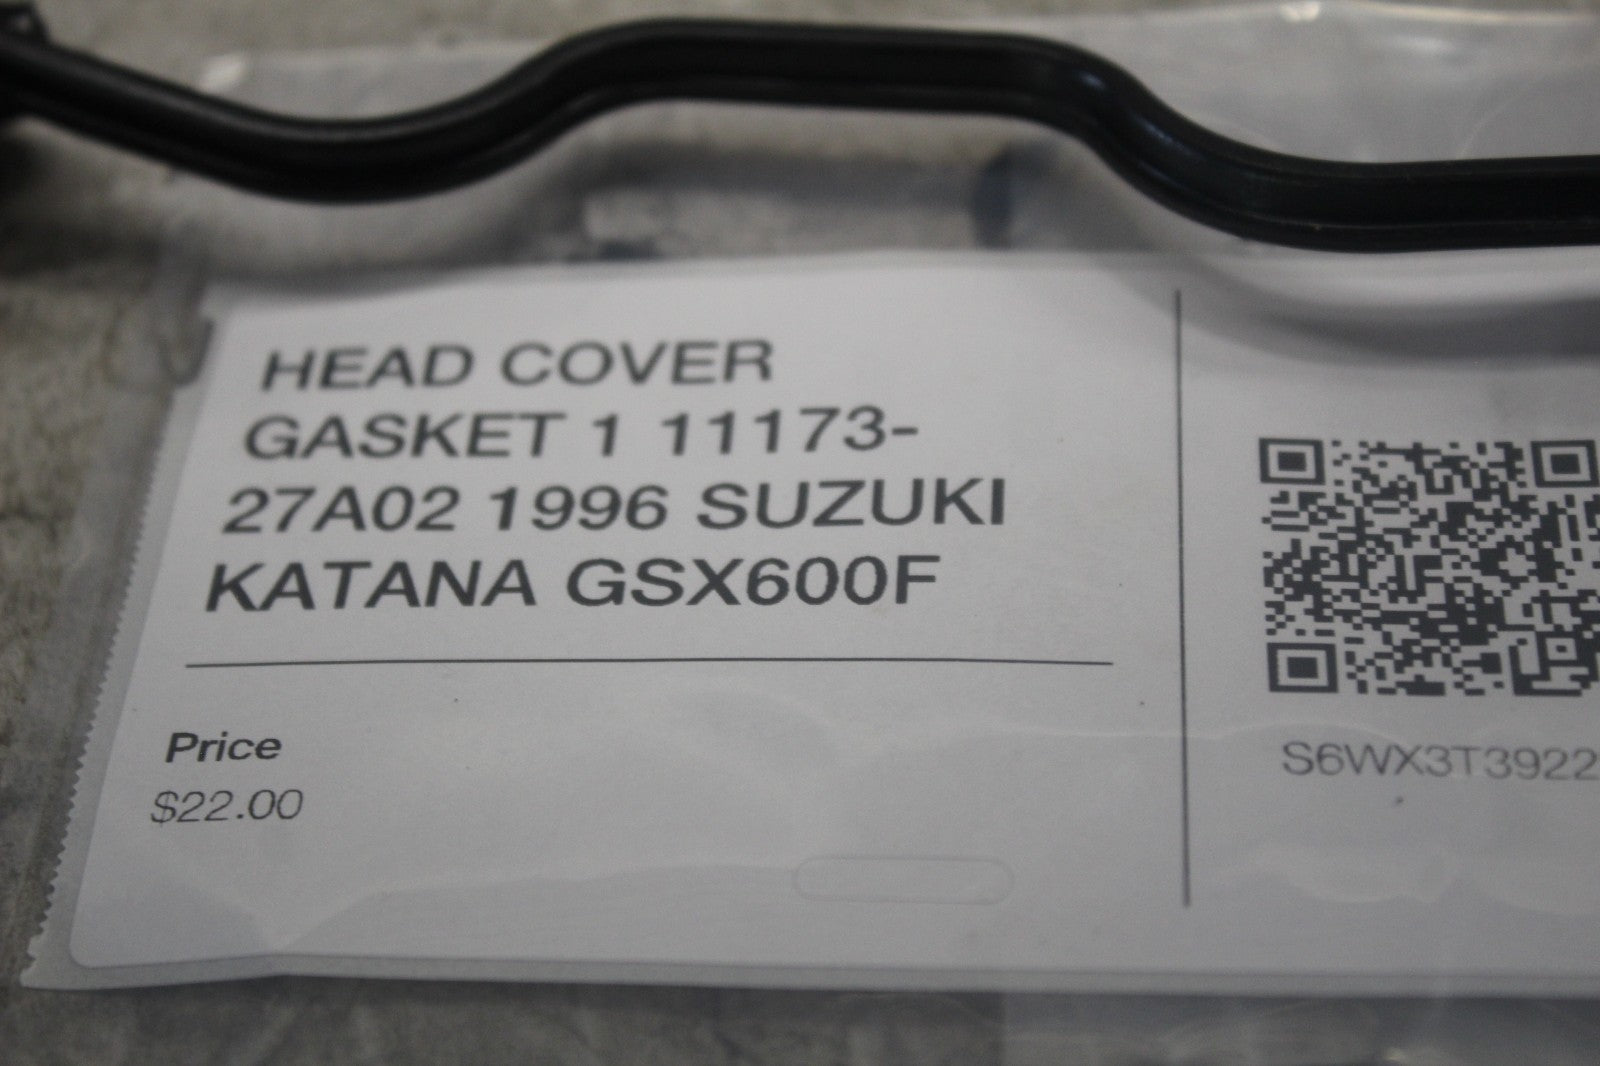 HEAD COVER
GASKET 1 11173-
27A02 1996 SUZUKI
KATANA GSX600F
Price
$22.00
S6WX3T3922